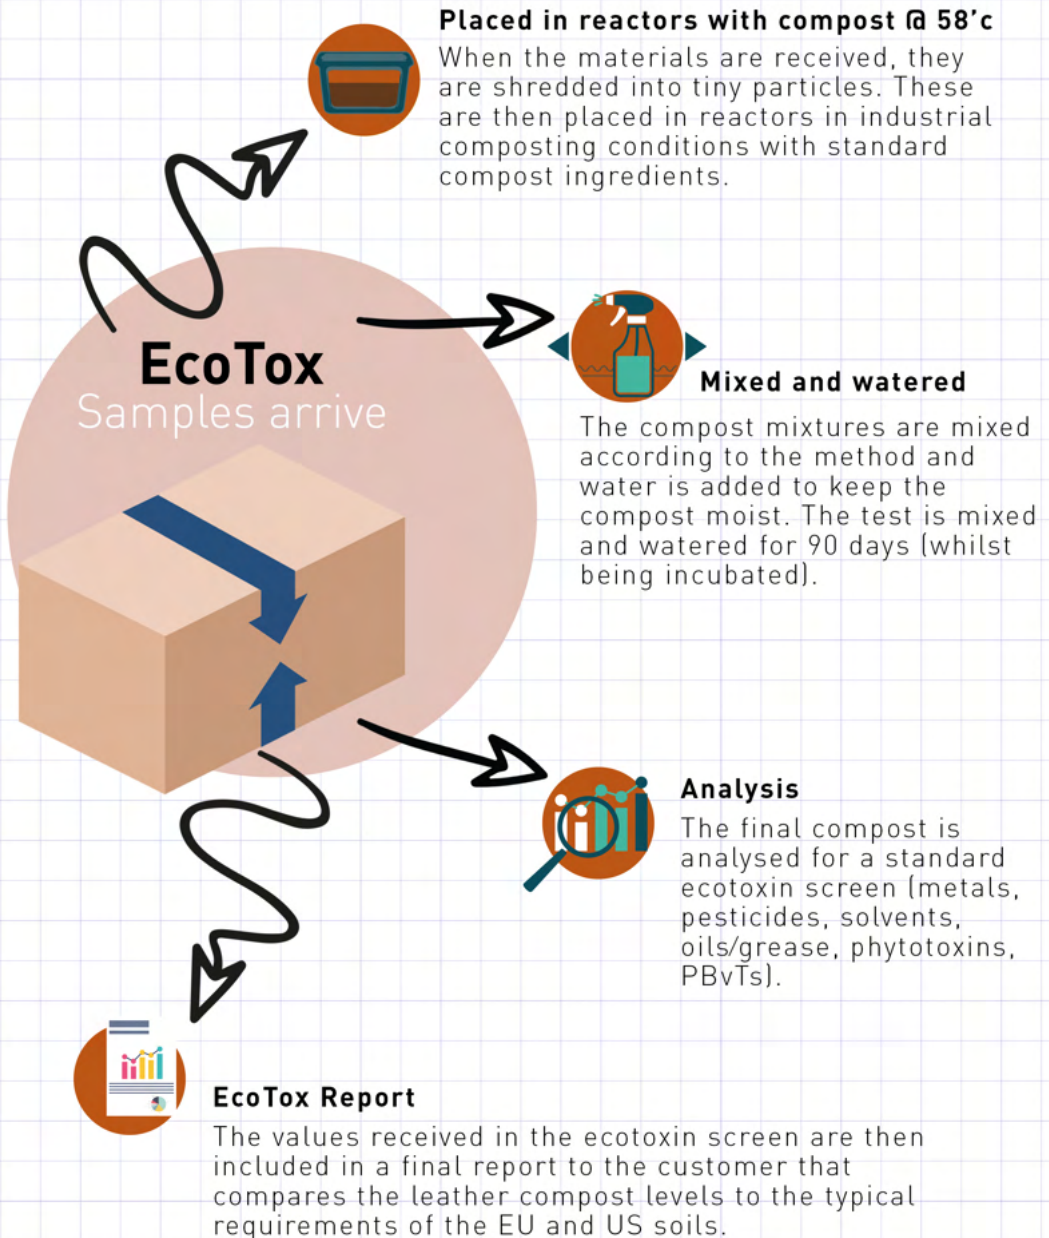 Placed in reactors with compost @ 58'c
When the materials are received, they
are shredded into tiny particles. These
are then placed in reactors in industrial
composting conditions with standard
compost ingredients.
EcoTox
Samples arrive
Mixed and watered
The compost mixtures are mixed
according to the method and
water is added to keep the
compost moist. The test is mixed
and watered for 90 days (whilst
being incubated).
Analysis
The final compost is
analysed for a standard
ecotoxin screen (metals,
pesticides, solvents,
oils/grease, phytotoxins,
PBvTs).
EcoTox Report
The values received in the ecotoxin screen are then
included in a final report to the customer that
compares the leather compost levels to the typical
requirements of the EU and US soils.